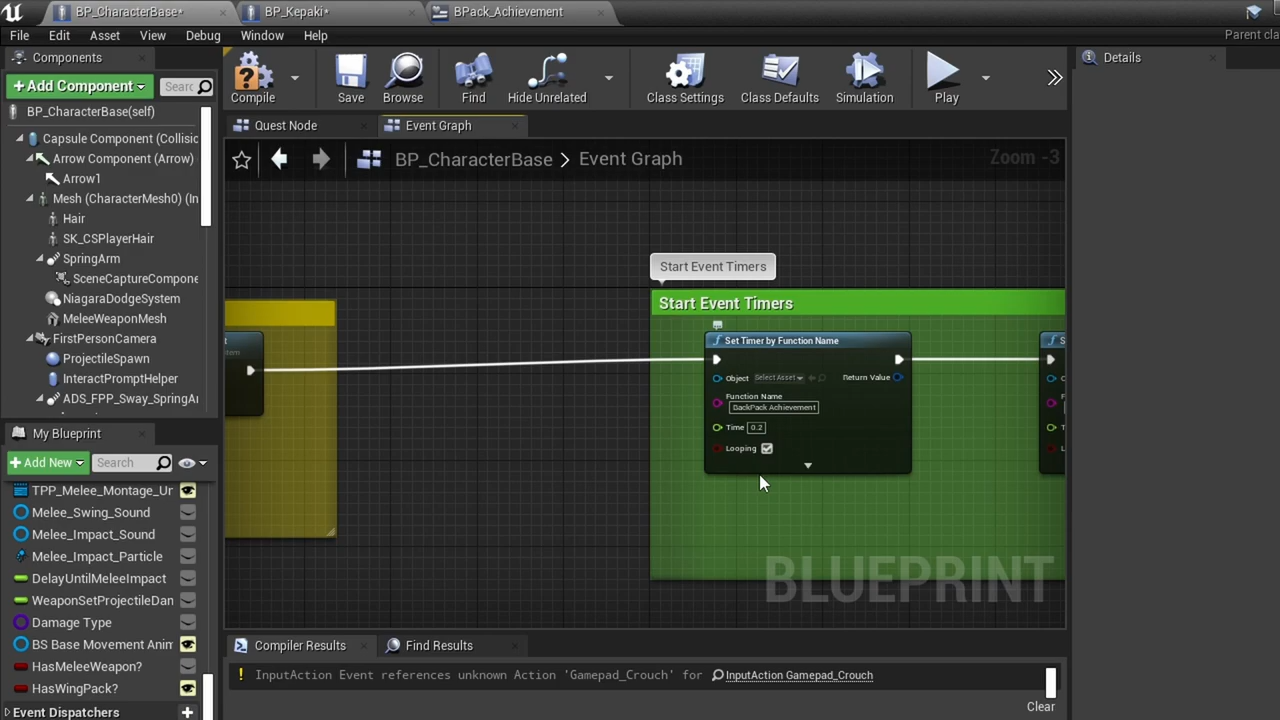 BP_CharacterBase*
BP_Kepaki*
BPack_Achievement
File Edit Asset View Debug Window Help
Parent cla
Components
+Add Component
Searc
BP_CharacterBase(self)
Capsule Component (Collisic
Arrow Component (Arrow)
Arrow1
Mesh (CharacterMesh0) (In
Hair
SK_CSPlayerHair
SpringArm
SceneCaptureCompone
NiagaraDodgeSystem
MeleeWeaponMesh
FirstPersonCamera
ProjectileSpawn
InteractPromptHelper
ADS_FPP_Sway_SpringAr
My Blueprint
+Add New
Search
TPP_Melee_Montage_Ur
Melee_Swing_Sound
Melee_Impact_Sound
Melee_Impact_Particle
DelayUntilMeleeImpact
WeaponSetProjectileDan
Damage Type
BS Base Movement Anim
HasMeleeWeapon?
HasWingPack?
Event Dispatchers
Compile
Save
Browse
Find
Hide Unrelated
Class Settings
Class Defaults
Simulation
Play
Quest Node
Event Graph
BP_CharacterBase > Event Graph
Zoom -3
Start Event Timers
Start Event Timers
Set Timer by Function Name
Object Select Asset
Return Value
Function Name
BackPack Achievement
Time 0.2
Looping
BLUEPRINT
Compiler Results
Find Results
InputAction Event references unknown Action 'Gamepad_Crouch' for InputAction Gamepad_Crouch
Clear
Details